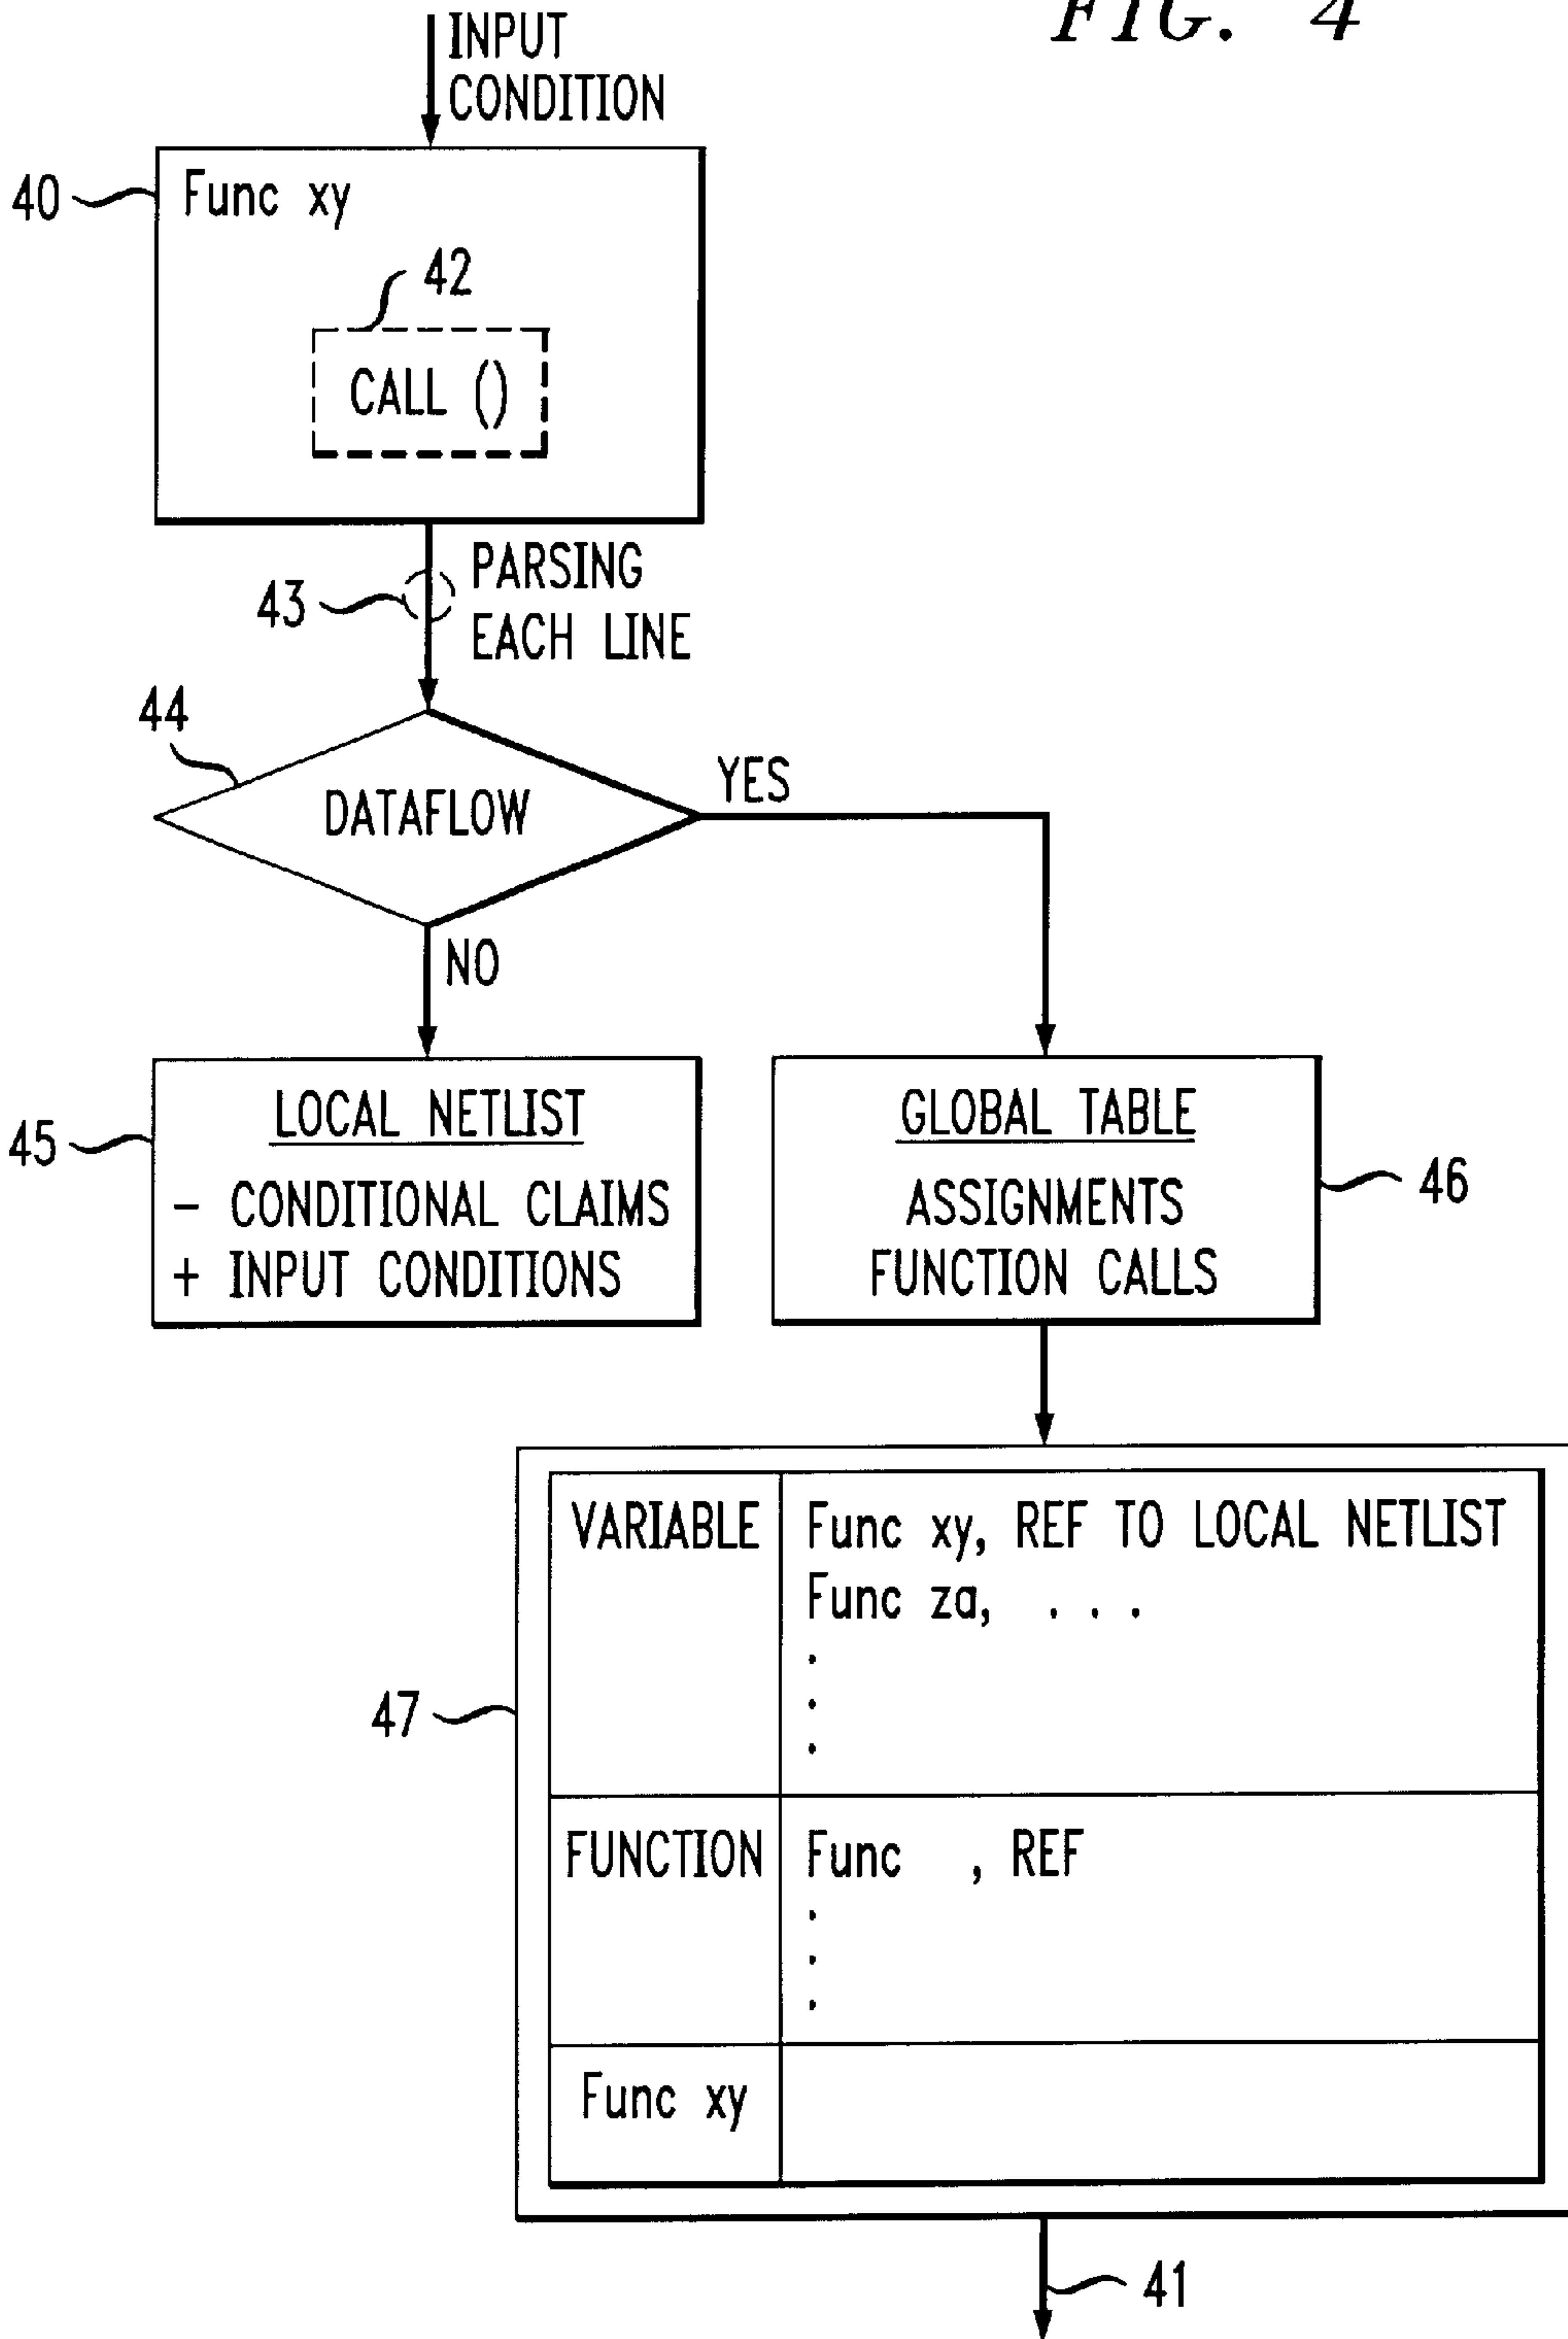 FIG. 4
INPUT
CONDITION
40
Func xy
42
CALL ()
43
PARSING
EACH LINE
44
DATAFLOW
YES
NO
45
LOCAL NETLIST
- CONDITIONAL CLAIMS
+ INPUT CONDITIONS
GLOBAL TABLE
ASSIGNMENTS
FUNCTION CALLS
46
47
VARIABLE
Func xy, REF TO LOCAL NETLIST
Func za, . . .
.
.
.
FUNCTION
Func , REF
.
.
.
Func xy
41